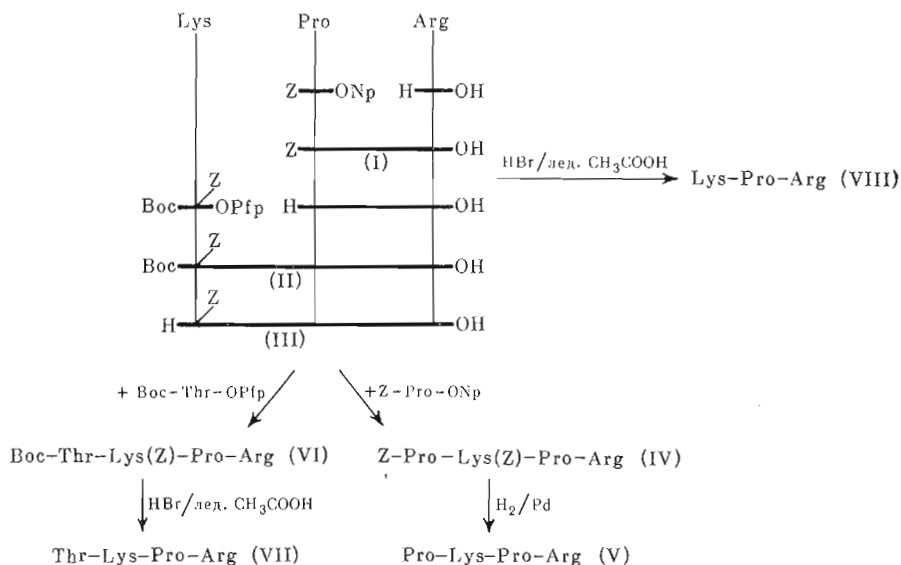 Lys Pro Arg
Z ONp H OH
Z (I) OH
HBr/лед. CH₃COOH
Lys-Pro-Arg (VIII)
Z
Boc OPfp H OH
Z
Boc (II) OH
Z
H (III) OH
+ Boc-Thr-OPfp +Z-Pro-ONp
Boc-Thr-Lys(Z)-Pro-Arg (VI) Z-Pro-Lys(Z)-Pro-Arg (IV)
HBr/лед. CH₃COOH H₂/Pd
Thr-Lys-Pro-Arg (VII) Pro-Lys-Pro-Arg (V)